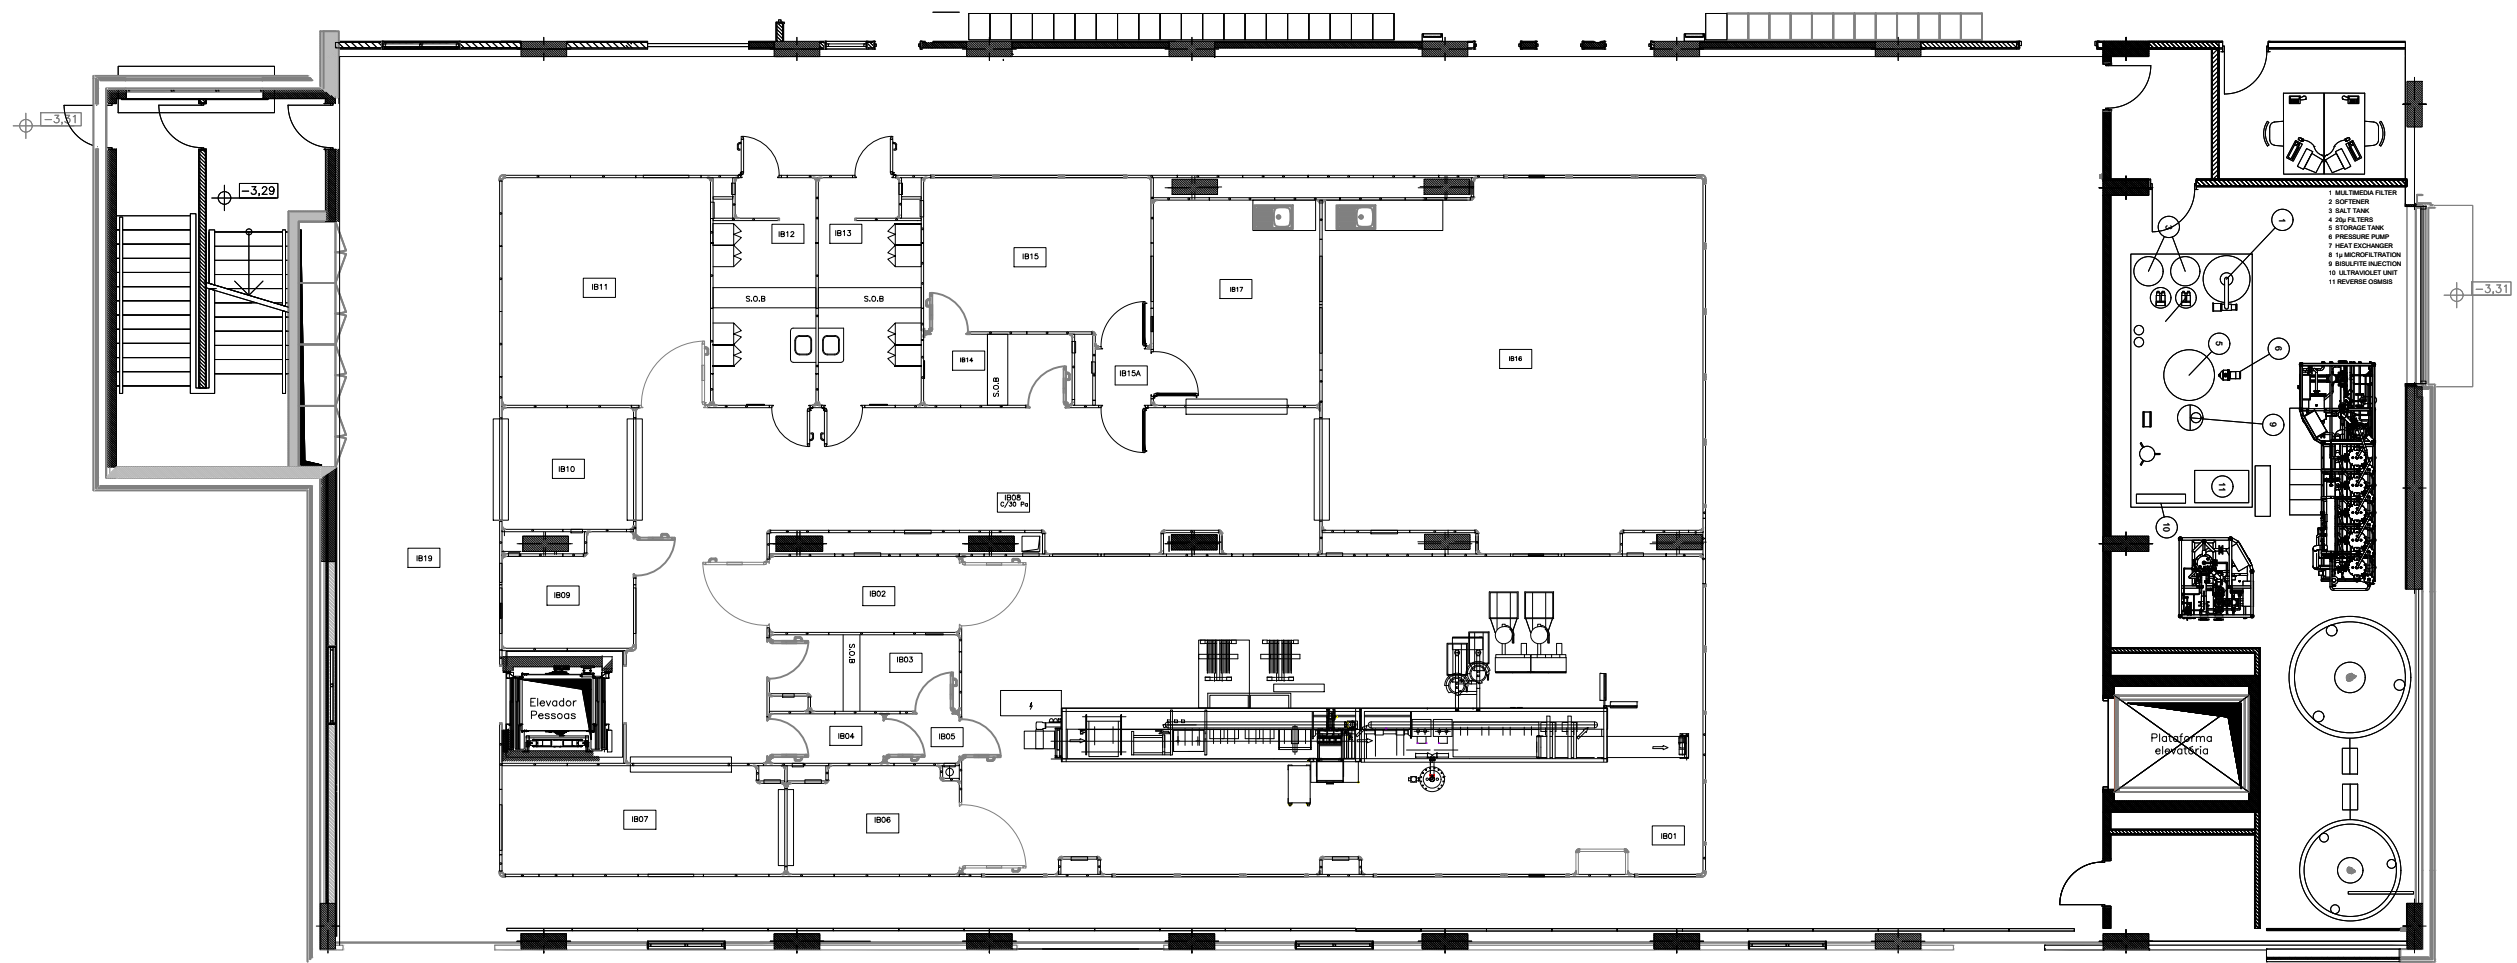 -3,31
-3,29
1 MULTIMEDIA FILTER
2 SOFTENER
3 SALT TANK
4 20µ FILTERS
5 STORAGE TANK
6 PRESSURE PUMP
7 HEAT EXCHANGER
8 1µ MICROFILTRATION
9 BISULFITE INJECTION
10 ULTRAVIOLET UNIT
11 REVERSE OSMSIS
-3,31
IB12
IB13
IB15
IB11
S.O.B
S.O.B
IB17
IB14
S.O.B
IB15A
IB16
IB10
IB08
C/30 Pa
IB19
IB09
IB02
S.O.B
IB03
Elevador
Pessoas
IB04
IB05
IB07
IB06
IB01
1
3
5
6
9
11
10
Plataforma
elevatória